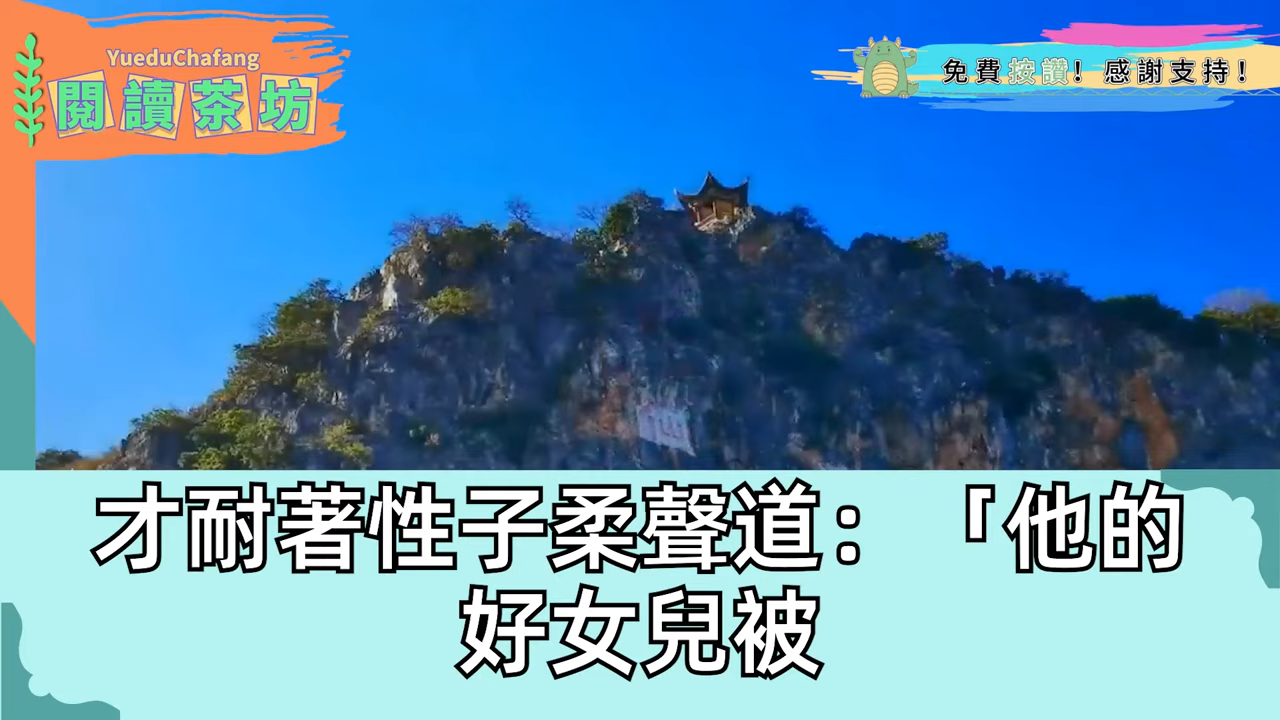 YueduChafang
閱讀茶坊
免費按讚！感謝支持！
才耐著性子柔聲道：「他的
好女兒被